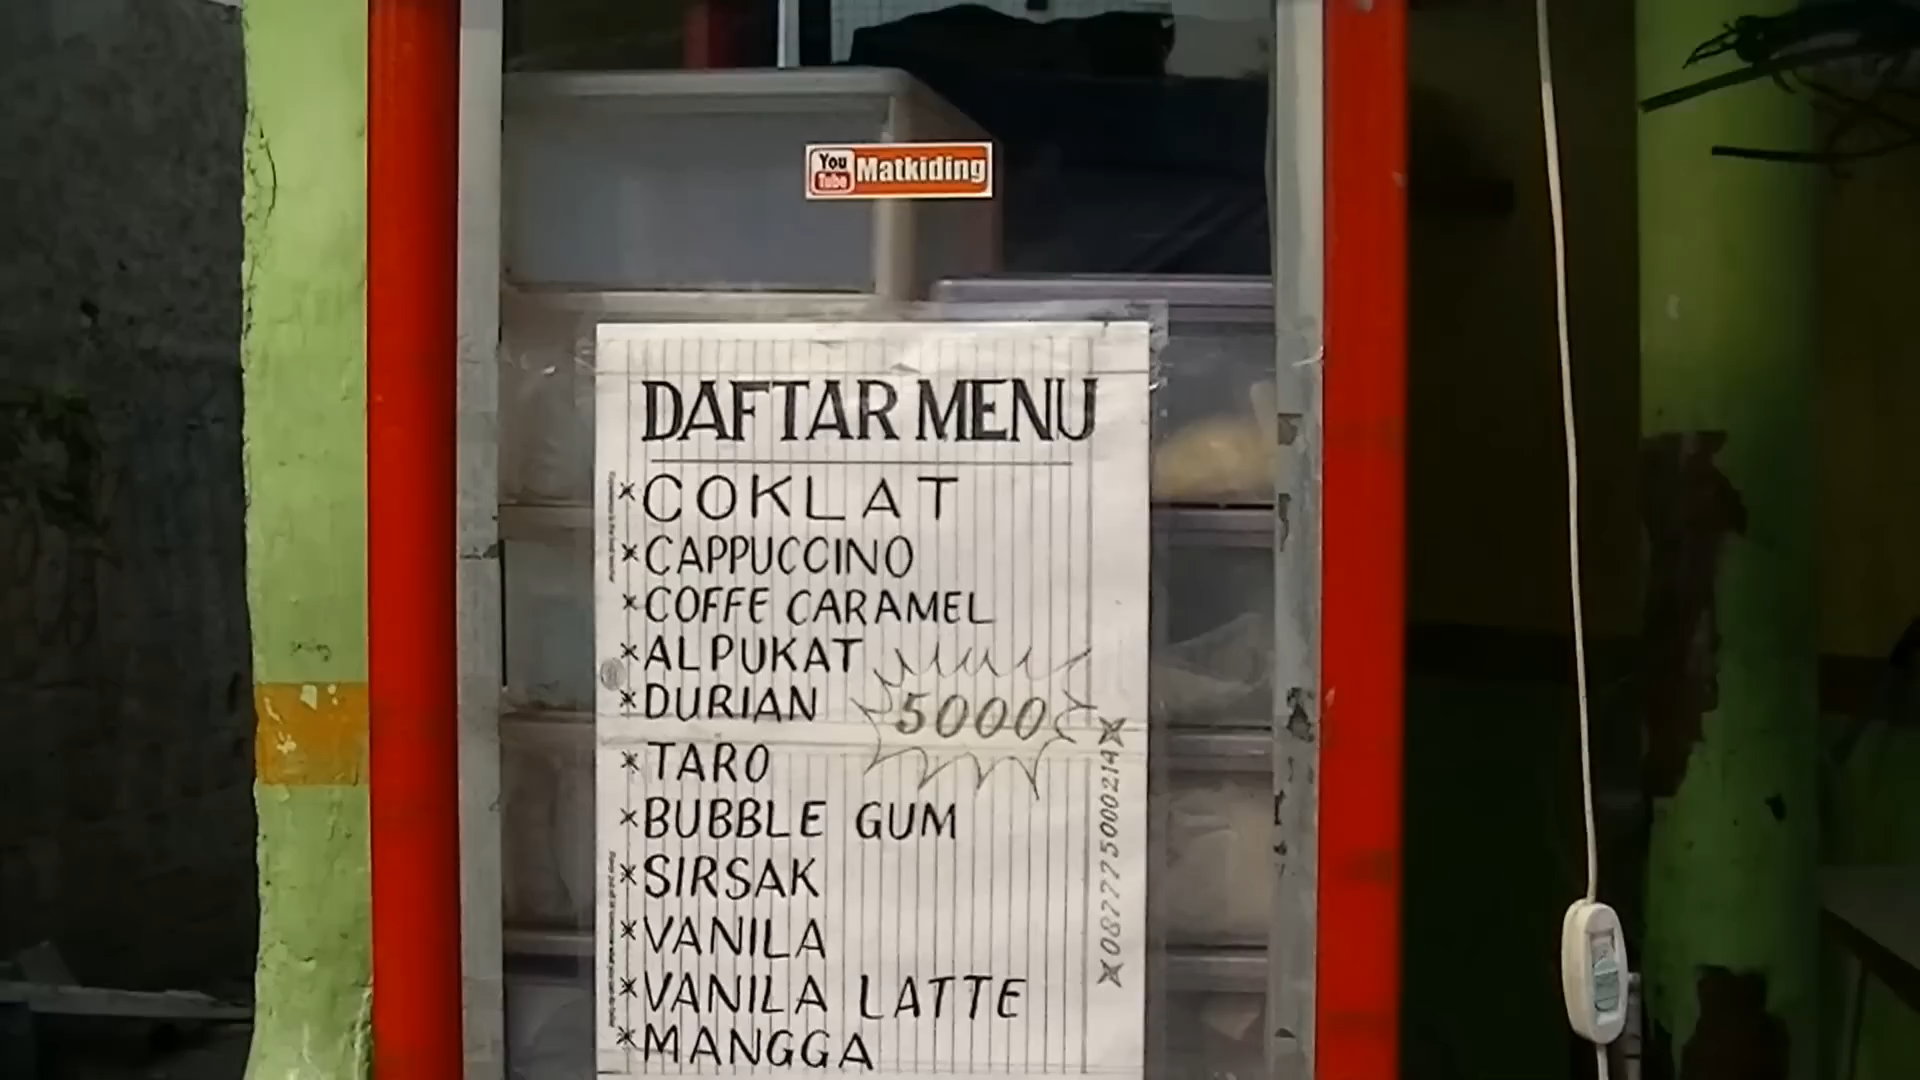 You
Tube
Matkiding
DAFTAR MENU
COKLAT
CAPPUCCINO
COFFE CARAMEL
ALPUKAT
DURIAN
5000
TARO
BUBBLE GUM
SIRSAK
VANILA
VANILA LATTE
MANGGA